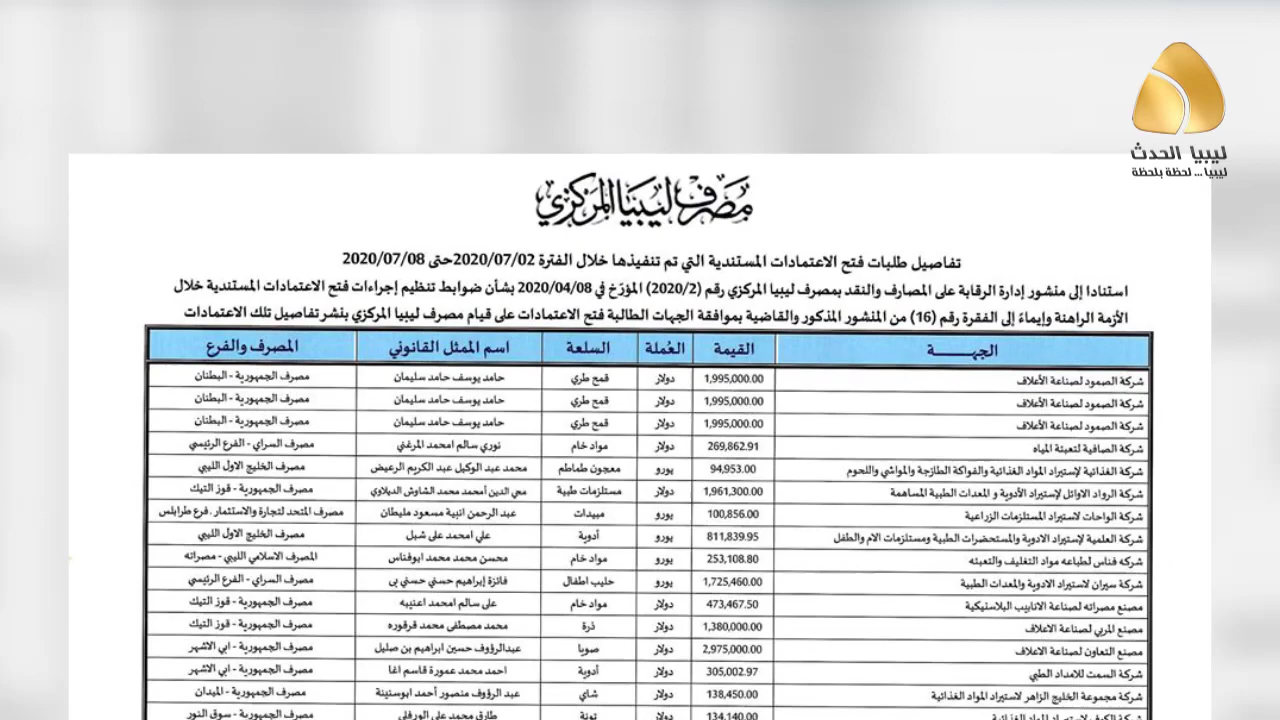 ليبيا الحدث
ليبيا... لحظة بلحظة
مصرف ليبيا المركزي
تفاصيل طلبات فتح الاعتمادات المستندية التي تم تنفيذها خلال الفترة 2020/07/02حتى 2020/07/08
استنادا إلى منشور إدارة الرقابة على المصارف والنقد بمصرف ليبيا المركزي رقم (2020/2) المؤرَخ في 2020/04/08 بشأن ضوابط تنظيم إجراءات فتح الاعتمادات المستندية خلال
الأزمة الراهنة وإيماءً إلى الفقرة رقم (16) من المنشور المذكور والقاضية بموافقة الجهات الطالبة فتح الاعتمادات على قيام مصرف ليبيا المركزي بنشر تفاصيل تلك الاعتمادات
الجهـــــــة القيمة العُملة السلعة اسم الممثل القانوني المصرف والفرع
شركة الصمود لصناعة الأعلاف 1,995,000.00 دولار قمح طري حامد يوسف حامد سليمان مصرف الجمهورية - البطنان
شركة الصمود لصناعة الأعلاف 1,995,000.00 دولار قمح طري حامد يوسف حامد سليمان مصرف الجمهورية - البطنان
شركة الصمود لصناعة الأعلاف 1,995,000.00 دولار قمح طري حامد يوسف حامد سليمان مصرف الجمهورية - البطنان
شركة الصافية لتعبئة المياه 269,862.91 دولار مواد خام نوري سالم امحمد المرغني مصرف السراي - الفرع الرئيسي
شركة الغذائية لإستيراد المواد الغذائية والفواكة الطازجة والمواشي واللحوم 94,953.00 يورو معجون طماطم محمد عبد الوكيل عبد الكريم الرعيض مصرف الخليج الاول الليبي
شركة الرواد الاوائل لإستيراد الأدوية و المعدات الطبية المساهمة 1,961,300.00 دولار مستلزمات طبية محي الدين أمحمد محمد الشاوش الديلاوي مصرف الجمهورية - قوز التيك
شركة الواحات لاستيراد المستلزمات الزراعية 100,856.00 يورو مبيدات عبد الرحمن انبية مسعود مليطان مصرف المتحد لتجارة والاستثمار . فرع طرابلس
شركة العلمية لإستيراد الادوية والمستحضرات الطبية ومستلزمات الام والطفل 811,839.95 يورو أدوية علي امحمد على شبل مصرف الخليج الاول الليبي
شركه فناس لطباعه مواد التغليف والتعبئه 253,108.80 يورو مواد خام محسن محمد محمد ابوفناس المصرف الاسلامي الليبي - مصراته
شركة سيران لاستيراد الادوية والمعدات الطبية 1,725,460.00 يورو حليب اطفال فائزة إبراهيم حسني حسني بي مصرف السراي - الفرع الرئيسي
مصنع مصراته لصناعة الانابيب البلاستيكية 473,467.50 دولار مواد خام على سالم امحمد اعنيبه مصرف الجمهورية - قوز التيك
مصنع المربي لصناعة الاعلاف 1,380,000.00 دولار ذرة محمد مصطفى محمد قرقوره مصرف الجمهورية - قوز التيك
مصنع التعاون لصناعة الاعلاف 2,975,000.00 دولار صويا عبدالرؤوف حسين ابراهيم بن صليل مصرف الجمهورية - ابي الاشهر
شركة السمت للامداد الطبي 305,002.97 دولار أدوية احمد محمد عمورة قاسم اغا مصرف الجمهورية - ابي الاشهر
شركة مجموعة الخليج الزاهر لاستيراد المواد الغذائية 138,450.00 دولار شاي عبد الرؤوف منصور أحمد ابوسنينة مصرف الجمهورية - الميدان
134,140.00 دولار تونة طارق محمد علي الورفلي مصرف الجمهورية - سوق النور